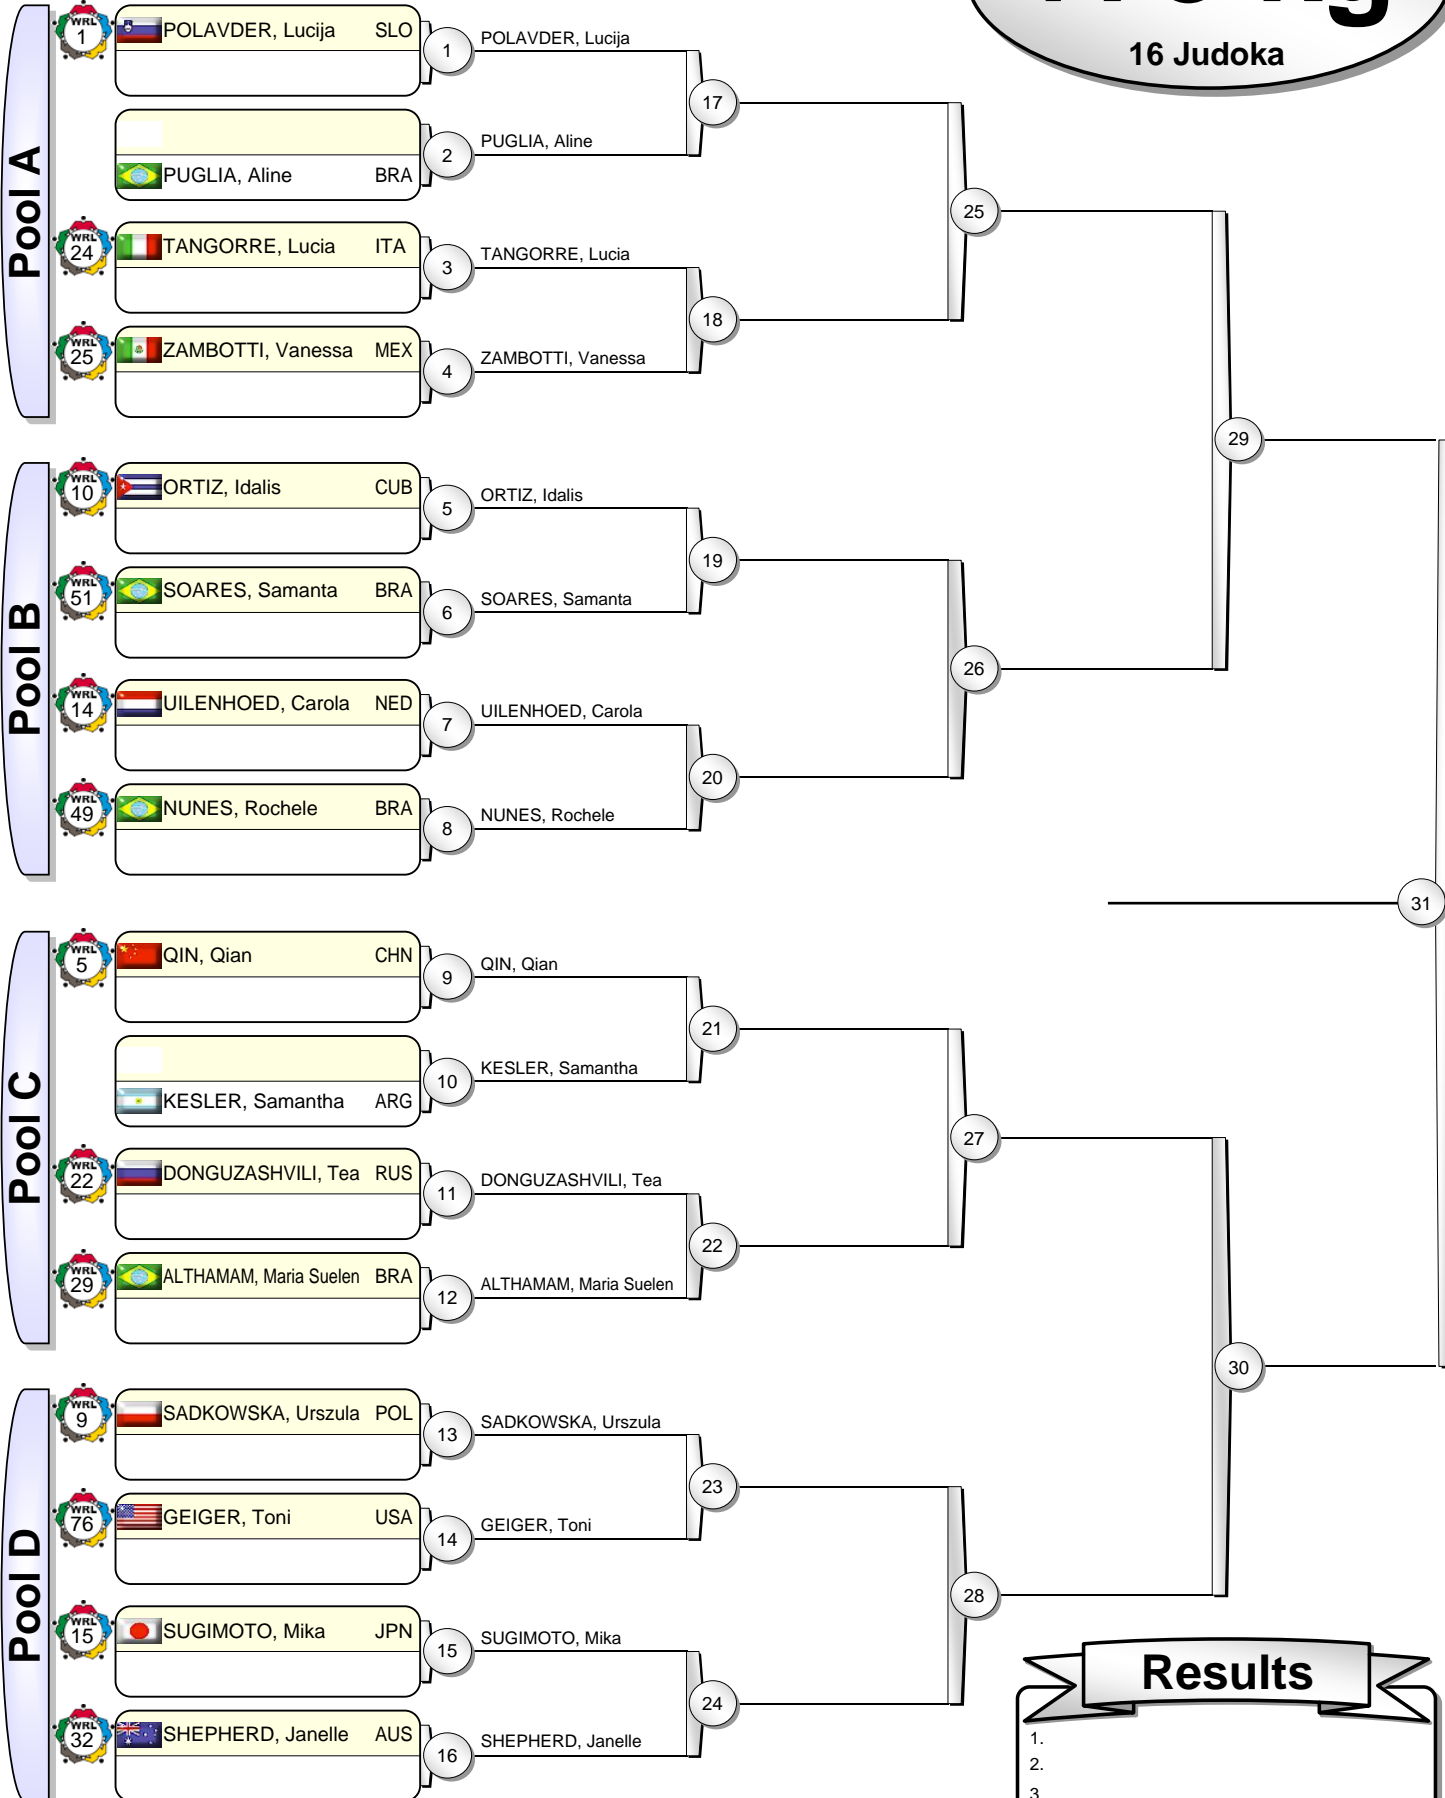 16 Judoka
Pool A
WRL 1 POLAVDER, Lucija SLO
1 POLAVDER, Lucija
17
2 PUGLIA, Aline
PUGLIA, Aline BRA
25
WRL 24 TANGORRE, Lucia ITA
3 TANGORRE, Lucia
18
WRL 25 ZAMBOTTI, Vanessa MEX
4 ZAMBOTTI, Vanessa
29
Pool B
WRL 10 ORTIZ, Idalis CUB
5 ORTIZ, Idalis
19
WRL 51 SOARES, Samanta BRA
6 SOARES, Samanta
26
WRL 14 UILENHOED, Carola NED
7 UILENHOED, Carola
20
WRL 49 NUNES, Rochele BRA
8 NUNES, Rochele
31
Pool C
WRL 5 QIN, Qian CHN
9 QIN, Qian
21
10 KESLER, Samantha
KESLER, Samantha ARG
27
WRL 22 DONGUZASHVILI, Tea RUS
11 DONGUZASHVILI, Tea
22
WRL 29 ALTHAMAM, Maria Suelen BRA
12 ALTHAMAM, Maria Suelen
30
Pool D
WRL 9 SADKOWSKA, Urszula POL
13 SADKOWSKA, Urszula
23
WRL 76 GEIGER, Toni USA
14 GEIGER, Toni
28
WRL 15 SUGIMOTO, Mika JPN
15 SUGIMOTO, Mika
24
WRL 32 SHEPHERD, Janelle AUS
16 SHEPHERD, Janelle
Results
1.
2.
3